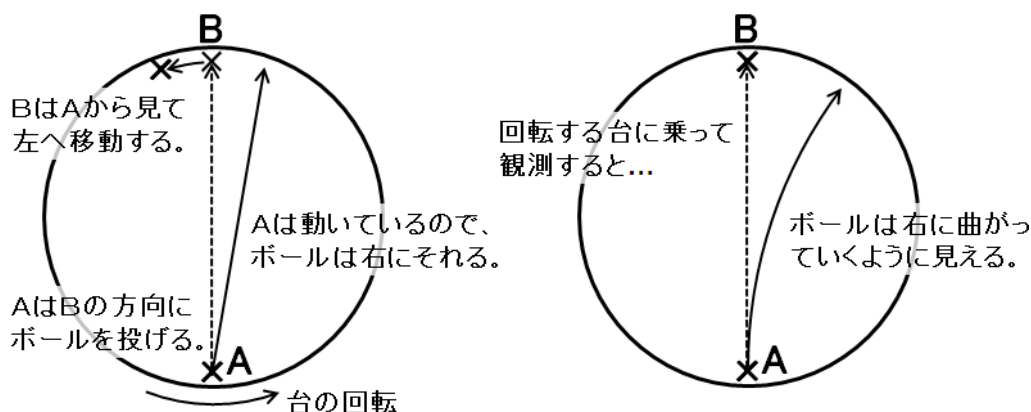 B
BはAから見て
左へ移動する。
Aは動いているので、
ボールは右にそれる。
AはBの方向に
ボールを投げる。
A
台の回転
B
回転する台に乗って
観測すると…
ボールは右に曲がっ
ていくように見える。
A